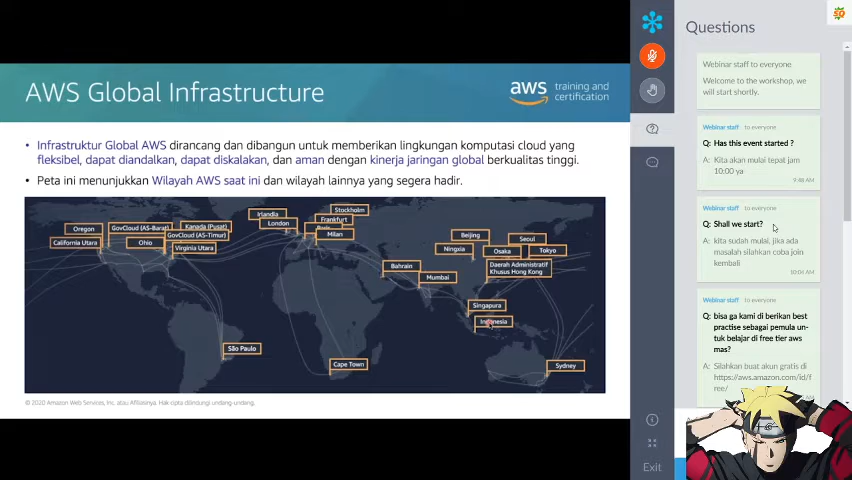 AWS Global Infrastructure
aws training and
certification
• Infrastruktur Global AWS dirancang dan dibangun untuk memberikan lingkungan komputasi cloud yang
fleksibel, dapat diandalkan, dapat diskalakan, dan aman dengan kinerja jaringan global berkualitas tinggi.
• Peta ini menunjukkan Wilayah AWS saat ini dan wilayah lainnya yang segera hadir.
Oregon
GovCloud (AS-Barat)
Kanada (Pusat)
GovCloud (AS-Timur)
California Utara
Ohio
Virginia Utara
Irlandia
London
Stockholm
Frankfurt
Paris
Milan
Beijing
Seoul
Ningxia
Osaka
Tokyo
Bahrain
Mumbai
Daerah Administratif
Khusus Hong Kong
Singapura
Indonesia
São Paulo
Cape Town
Sydney
© 2020 Amazon Web Services, Inc. atau Afiliasinya. Hak cipta dilindungi undang-undang.
Exit
Questions
Webinar staff to everyone
Welcome to the workshop, we
will start shortly.
Webinar staff to everyone
Q: Has this event started ?
A: Kita akan mulai tepat jam
10:00 ya
9:48 AM
Webinar staff to everyone
Q: Shall we start?
A: kita sudah mulai, jika ada
masalah silahkan coba join
kembali
10:04 AM
Webinar staff to everyone
Q: bisa ga kami di berikan best
practise sebagai pemula un-
tuk belajar di free tier aws
mas?
A: Silahkan buat akun gratis di
https://aws.amazon.com/id/f
ree/